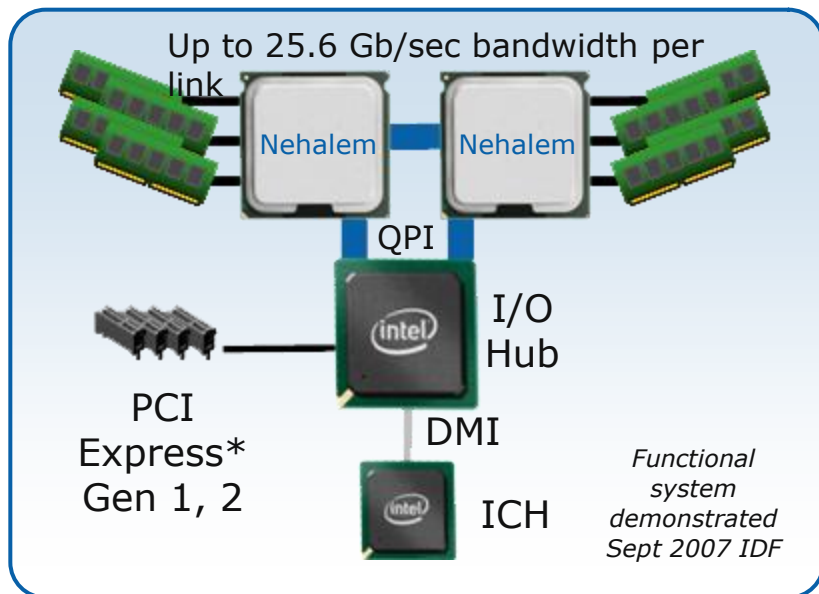 Up to 25.6 Gb/sec bandwidth per
link
Nehalem
Nehalem
QPI
intel
I/O
Hub
PCI
Express*
Gen 1, 2
DMI
intel
ICH
Functional
system
demonstrated
Sept 2007 IDF